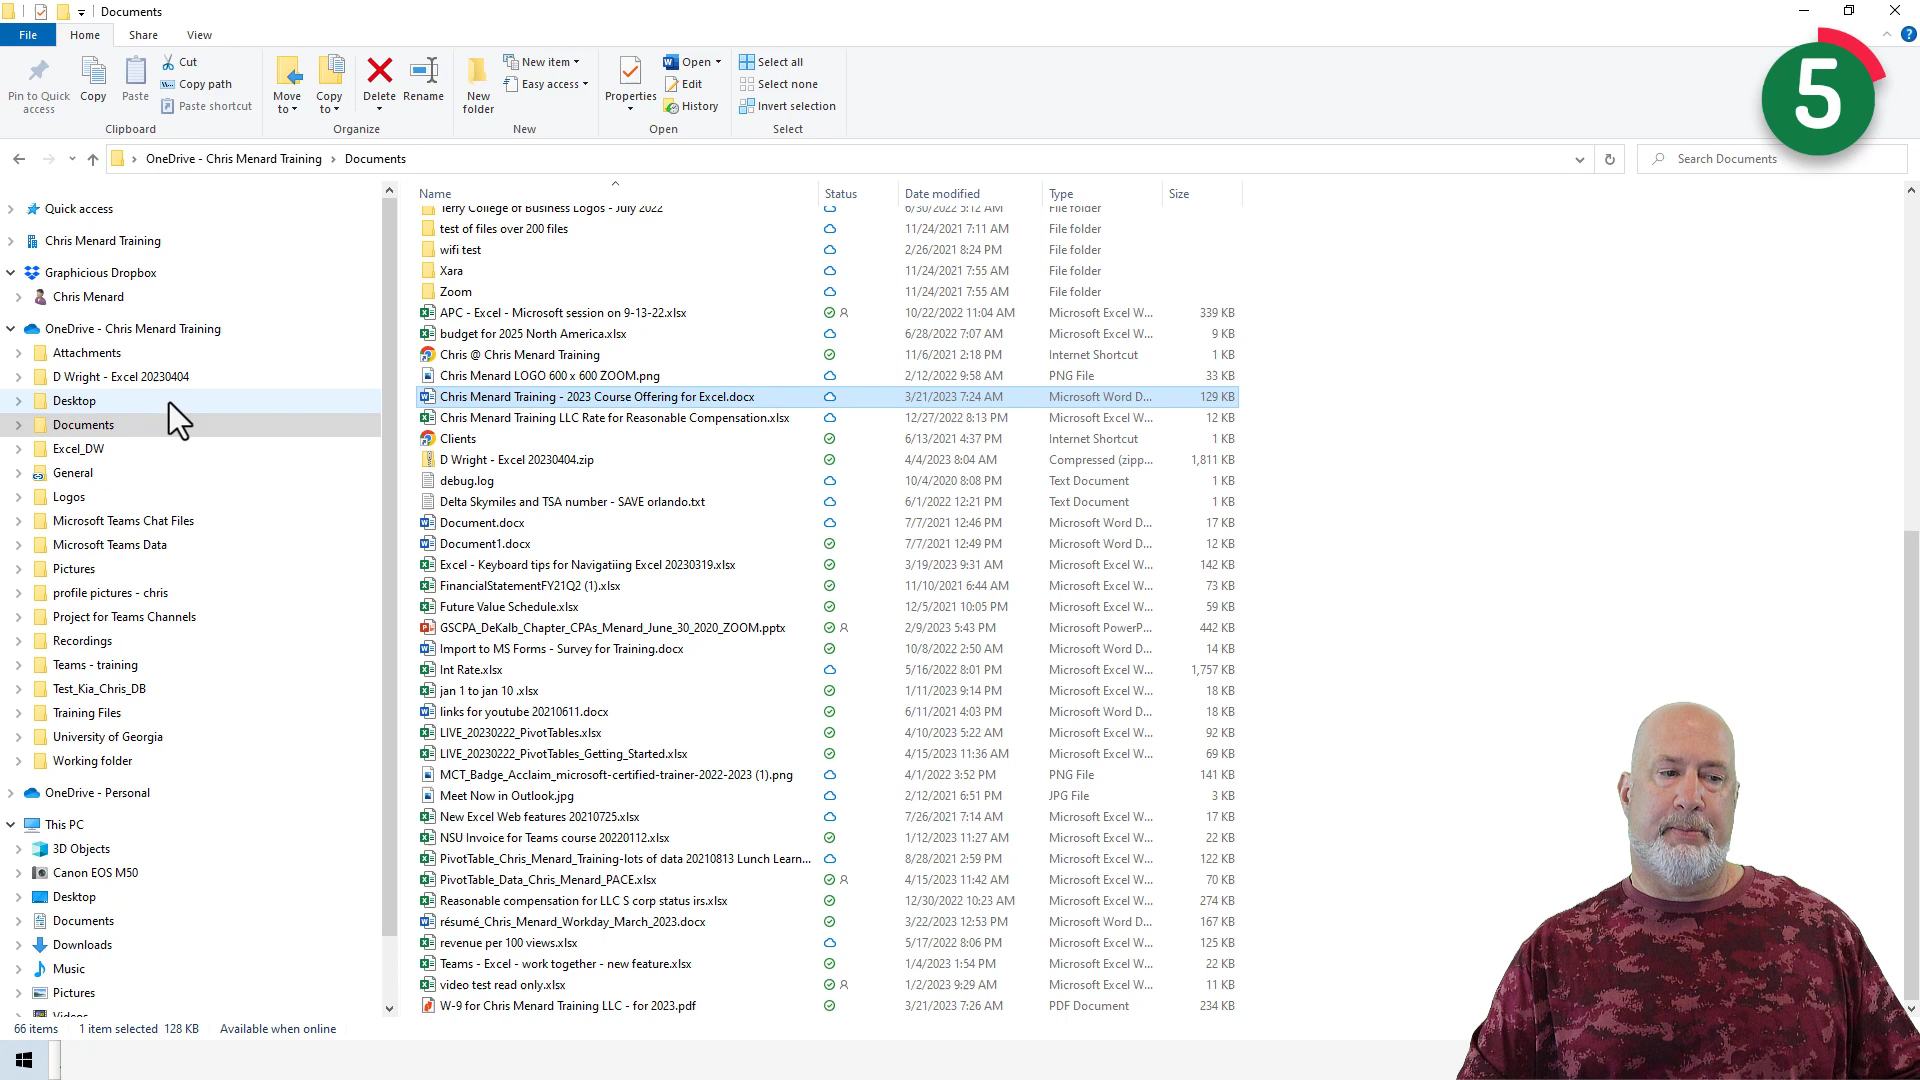 Documents
File Home Share View
Pin to Quick access
Copy
Paste
Cut
Copy path
Paste shortcut
Clipboard
Move to
Copy to
Delete
Rename
Organize
New folder
New item
Easy access
New
Properties
Open
Edit
History
Open
Select all
Select none
Invert selection
Select
5
OneDrive - Chris Menard Training > Documents
Search Documents
Quick access
Chris Menard Training
Graphicious Dropbox
Chris Menard
OneDrive - Chris Menard Training
Attachments
D Wright - Excel 20230404
Desktop
Documents
Excel_DW
General
Logos
Microsoft Teams Chat Files
Microsoft Teams Data
Pictures
profile pictures - chris
Project for Teams Channels
Recordings
Teams - training
Test_Kia_Chris_DB
Training Files
University of Georgia
Working folder
OneDrive - Personal
This PC
3D Objects
Canon EOS M50
Desktop
Documents
Downloads
Music
Pictures
Videos
Name Status Date modified Type Size
Terry College of Business Logos - July 2022 6/30/2022 5:12 AM File folder
test of files over 200 files 11/24/2021 7:11 AM File folder
wifi test 2/26/2021 8:24 PM File folder
Xara 11/24/2021 7:55 AM File folder
Zoom 11/24/2021 7:55 AM File folder
APC - Excel - Microsoft session on 9-13-22.xlsx 10/22/2022 11:04 AM Microsoft Excel W... 339 KB
budget for 2025 North America.xlsx 6/28/2022 7:07 AM Microsoft Excel W... 9 KB
Chris @ Chris Menard Training 11/6/2021 2:18 PM Internet Shortcut 1 KB
Chris Menard LOGO 600 x 600 ZOOM.png 2/12/2022 9:58 AM PNG File 33 KB
Chris Menard Training - 2023 Course Offering for Excel.docx 3/21/2023 7:24 AM Microsoft Word D... 129 KB
Chris Menard Training LLC Rate for Reasonable Compensation.xlsx 12/27/2022 8:13 PM Microsoft Excel W... 12 KB
Clients 6/13/2021 4:37 PM Internet Shortcut 1 KB
D Wright - Excel 20230404.zip 4/4/2023 8:04 AM Compressed (zipp... 1,811 KB
debug.log 10/4/2020 8:08 PM Text Document 1 KB
Delta Skymiles and TSA number - SAVE orlando.txt 6/1/2022 12:21 PM Text Document 1 KB
Document.docx 7/7/2021 12:46 PM Microsoft Word D... 17 KB
Document1.docx 7/7/2021 12:49 PM Microsoft Word D... 12 KB
Excel - Keyboard tips for Navigatiing Excel 20230319.xlsx 3/19/2023 9:31 AM Microsoft Excel W... 142 KB
FinancialStatementFY21Q2 (1).xlsx 11/10/2021 6:44 AM Microsoft Excel W... 73 KB
Future Value Schedule.xlsx 12/5/2021 10:05 PM Microsoft Excel W... 59 KB
GSCPA_DeKalb_Chapter_CPAs_Menard_June_30_2020_ZOOM.pptx 2/9/2023 5:43 PM Microsoft PowerP... 442 KB
Import to MS Forms - Survey for Training.docx 10/8/2022 2:50 AM Microsoft Word D... 14 KB
Int Rate.xlsx 5/16/2022 8:01 PM Microsoft Excel W... 1,757 KB
jan 1 to jan 10 .xlsx 1/11/2023 9:14 PM Microsoft Excel W... 18 KB
links for youtube 20210611.docx 6/11/2021 4:03 PM Microsoft Word D... 18 KB
LIVE_20230222_PivotTables.xlsx 4/10/2023 5:22 AM Microsoft Excel W... 92 KB
LIVE_20230222_PivotTables_Getting_Started.xlsx 4/15/2023 11:36 AM Microsoft Excel W... 69 KB
MCT_Badge_Acclaim_microsoft-certified-trainer-2022-2023 (1).png 4/1/2022 3:52 PM PNG File 141 KB
Meet Now in Outlook.jpg 2/12/2021 6:51 PM JPG File 3 KB
New Excel Web features 20210725.xlsx 7/26/2021 7:14 AM Microsoft Excel W... 17 KB
NSU Invoice for Teams course 20220112.xlsx 1/12/2023 11:27 AM Microsoft Excel W... 22 KB
PivotTable_Chris_Menard_Training-lots of data 20210813 Lunch Learn... 8/28/2021 2:59 PM Microsoft Excel W... 122 KB
PivotTable_Data_Chris_Menard_PACE.xlsx 4/15/2023 11:42 AM Microsoft Excel W... 70 KB
Reasonable compensation for LLC S corp status irs.xlsx 12/30/2022 10:23 AM Microsoft Excel W... 274 KB
résumé_Chris_Menard_Workday_March_2023.docx 3/22/2023 12:53 PM Microsoft Word D... 167 KB
revenue per 100 views.xlsx 5/17/2022 8:06 PM Microsoft Excel W... 125 KB
Teams - Excel - work together - new feature.xlsx 1/4/2023 1:54 PM Microsoft Excel W... 22 KB
video test read only.xlsx 1/2/2023 9:29 AM Microsoft Excel W... 11 KB
W-9 for Chris Menard Training LLC - for 2023.pdf 3/21/2023 7:26 AM PDF Document 234 KB
66 items 1 item selected 128 KB Available when online